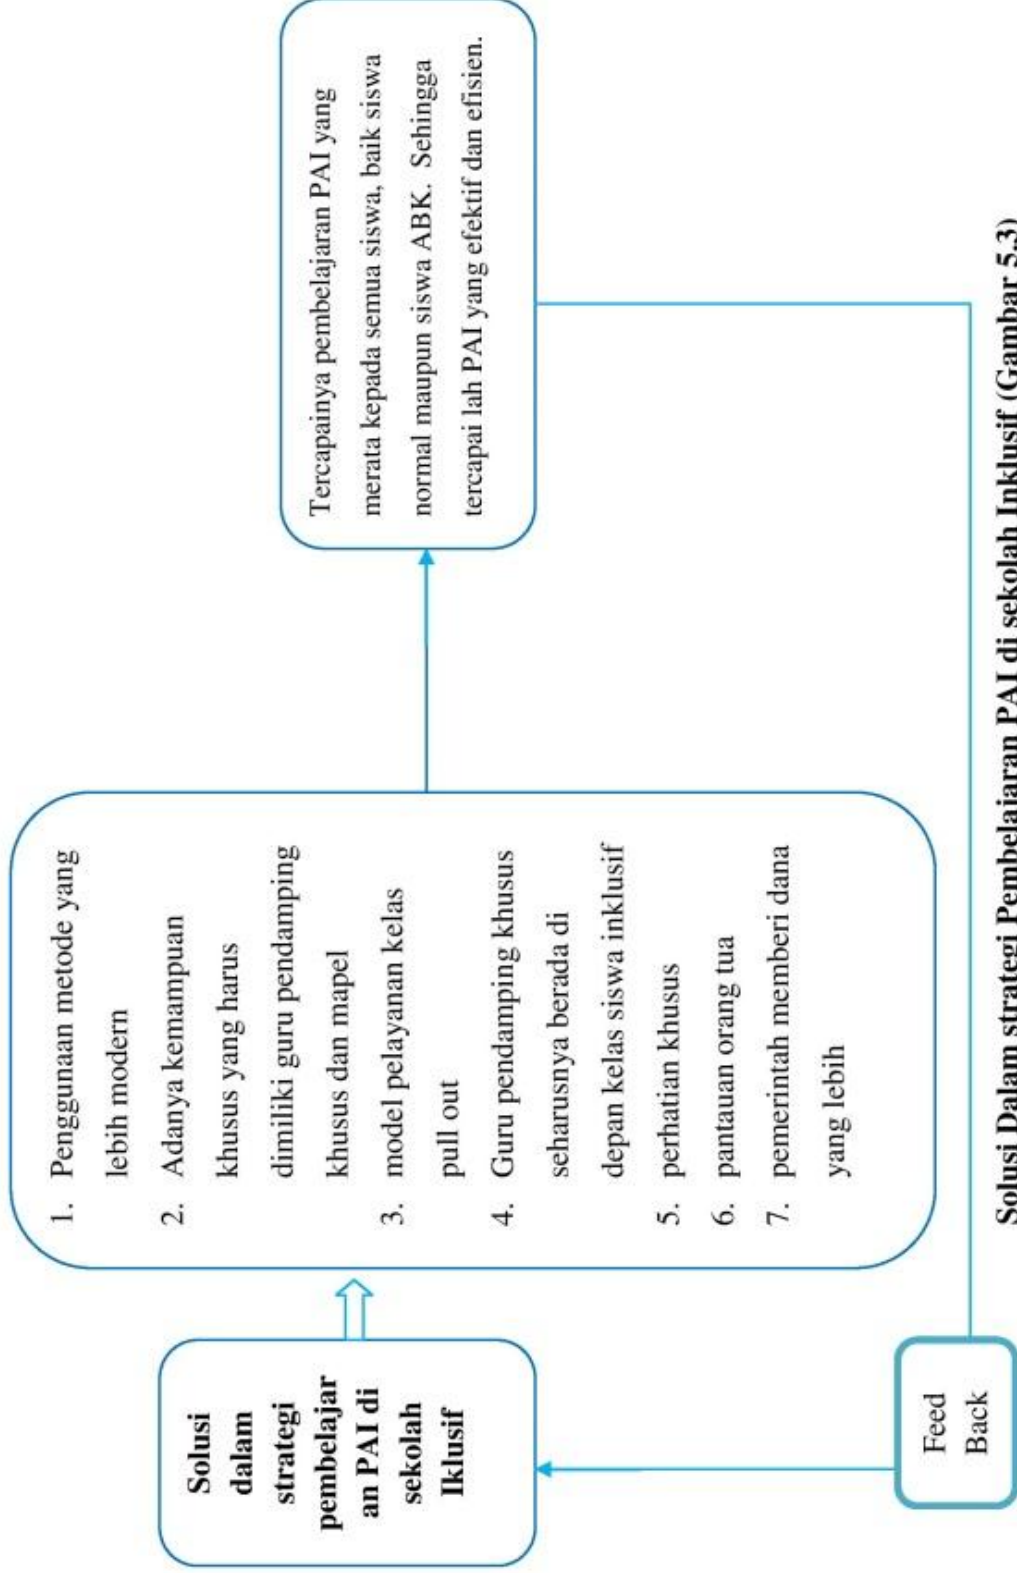 Solusi
dalam
strategi
pembelajar
an PAI di
sekolah
Iklusif
1. Penggunaan metode yang
lebih modern
2. Adanya kemampuan
khusus yang harus
dimiliki guru pendamping
khusus dan mapel
3. model pelayanan kelas
pull out
4. Guru pendamping khusus
seharusnya berada di
depan kelas siswa inklusif
5. perhatian khusus
6. pantauan orang tua
7. pemerintah memberi dana
yang lebih
Tercapainya pembelajaran PAI yang
merata kepada semua siswa, baik siswa
normal maupun siswa ABK. Sehingga
tercapai lah PAI yang efektif dan efisien.
Feed
Back
Solusi Dalam strategi Pembelajaran PAI di sekolah Inklusif (Gambar 5.3)